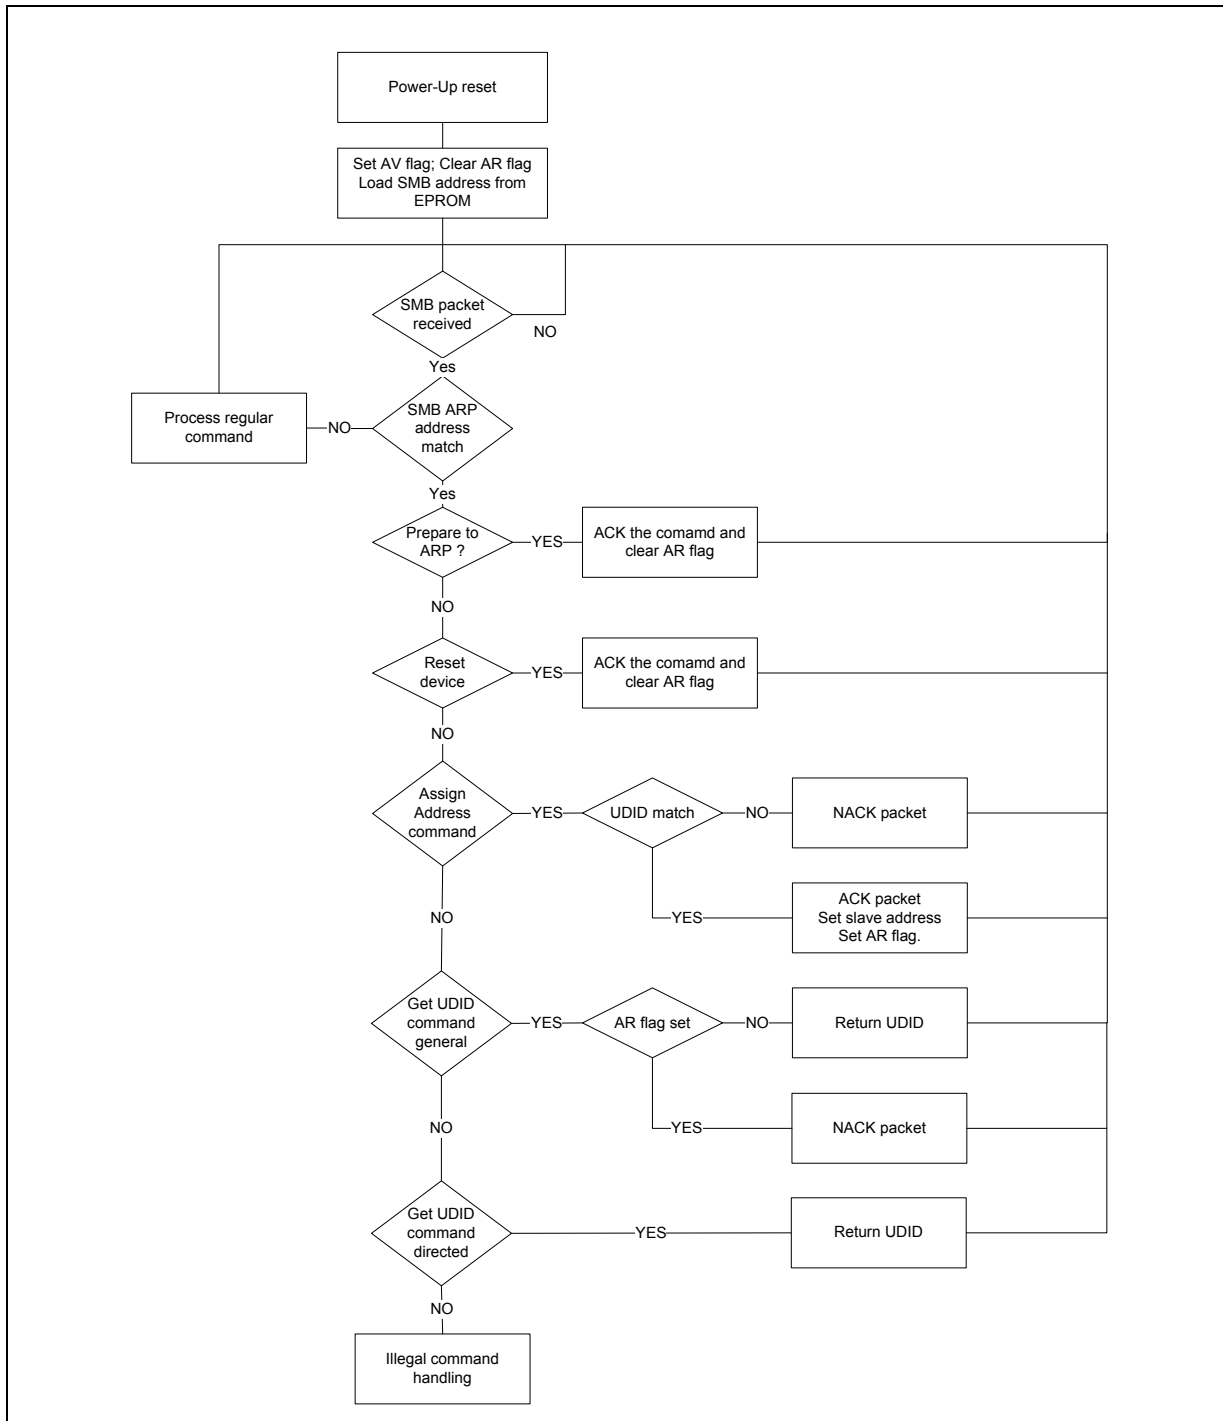 Power-Up reset
Set AV flag; Clear AR flag
Load SMB address from
EPROM
SMB packet
received
NO
Yes
Process regular
command
NO
SMB ARP
address
match
Yes
Prepare to
ARP ?
YES
ACK the comamd and
clear AR flag
NO
Reset
device
YES
ACK the comamd and
clear AR flag
NO
Assign
Address
command
YES
UDID match
NO
NACK packet
YES
ACK packet
Set slave address
Set AR flag.
NO
Get UDID
command
general
YES
AR flag set
NO
Return UDID
YES
NACK packet
NO
Get UDID
command
directed
YES
Return UDID
NO
Illegal command
handling